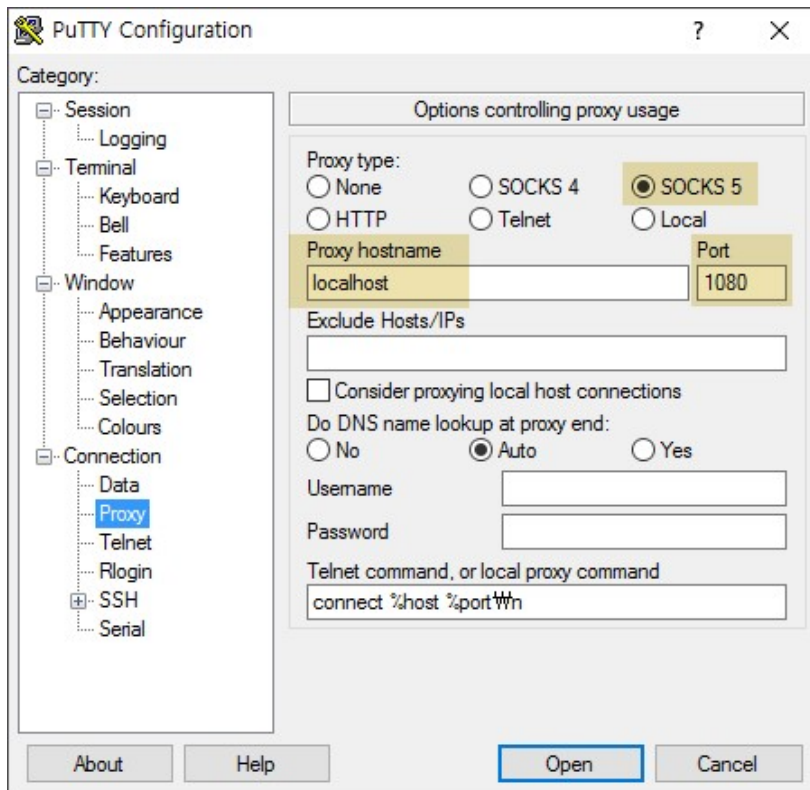 PuTTY Configuration
?
Category:
Session
Logging
Terminal
Keyboard
Bell
Features
Window
Appearance
Behaviour
Translation
Selection
Colours
Connection
Data
Proxy
Telnet
Rlogin
SSH
Serial
Options controlling proxy usage
Proxy type:
None SOCKS 4 SOCKS 5
HTTP Telnet Local
Proxy hostname Port
localhost 1080
Exclude Hosts/IPs
Consider proxying local host connections
Do DNS name lookup at proxy end:
No Auto Yes
Username
Password
Telnet command, or local proxy command
connect %host %port₩n
About Help Open Cancel